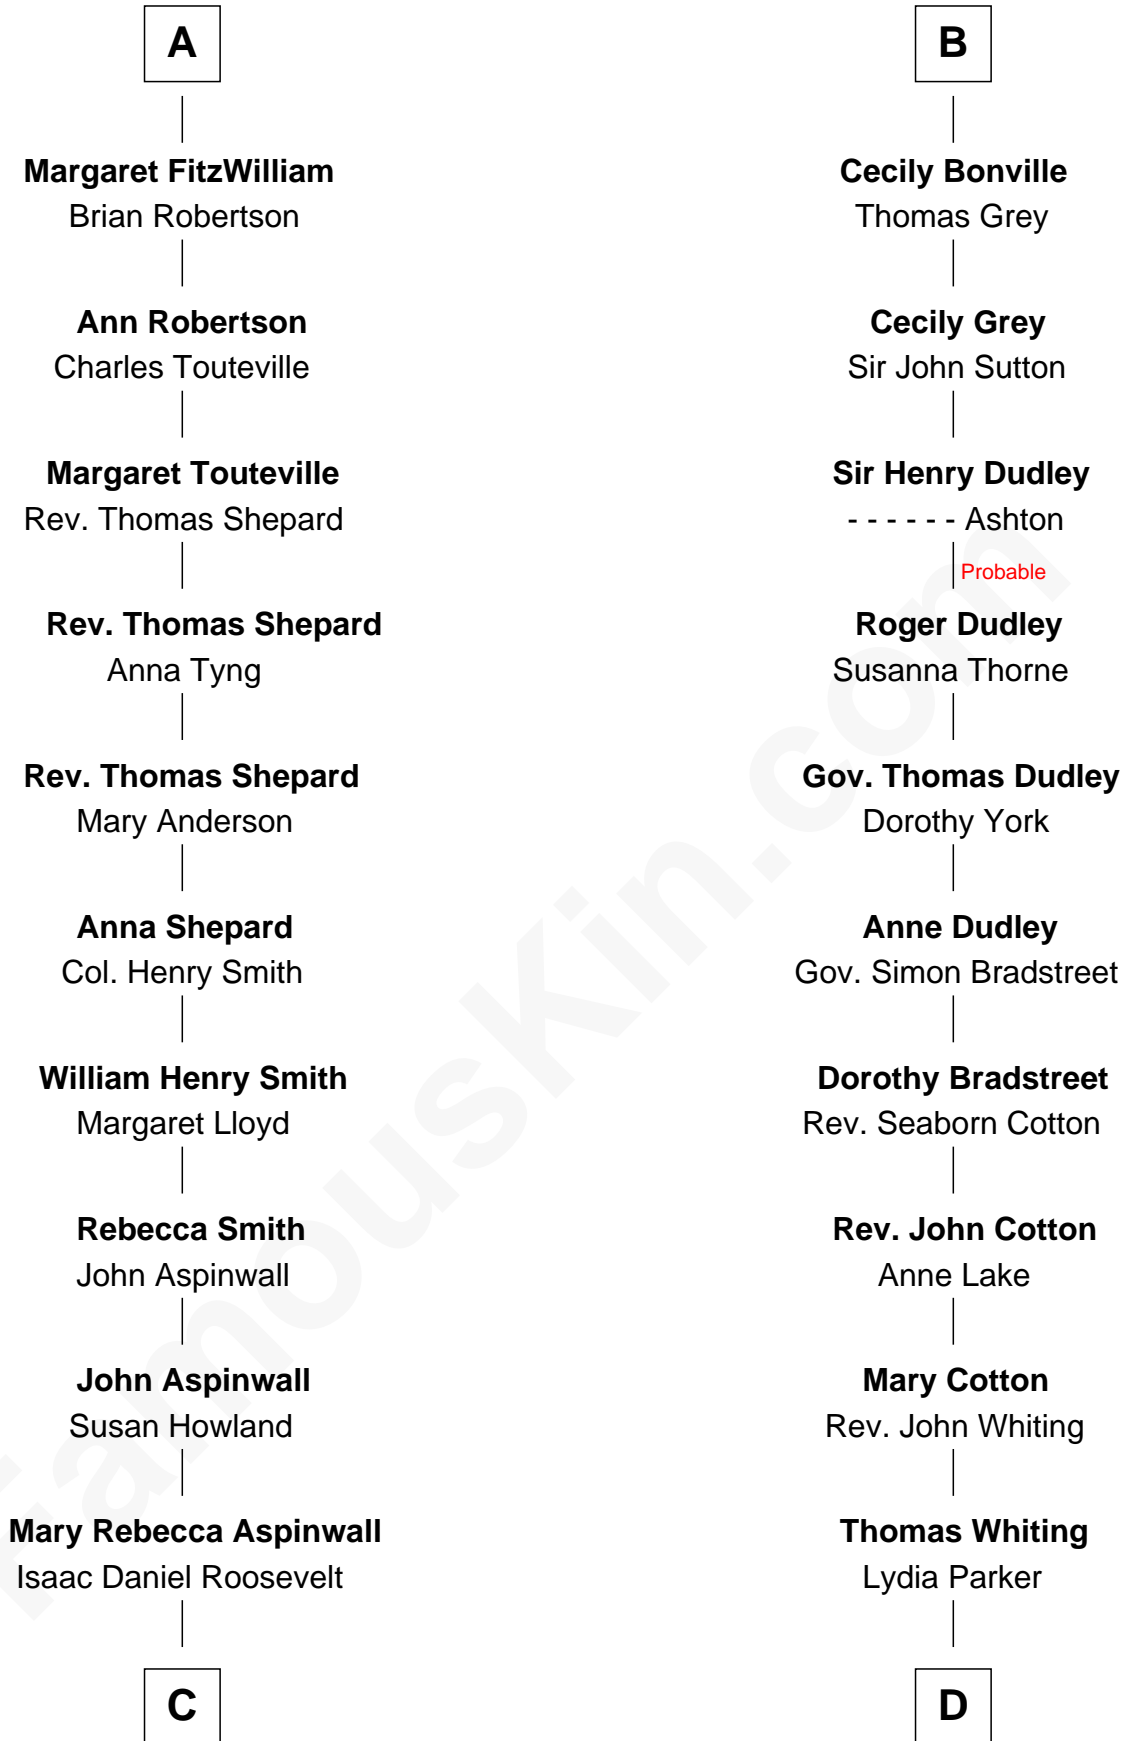 A
Margaret FitzWilliam
Brian Robertson
Ann Robertson
Charles Touteville
Margaret Touteville
Rev. Thomas Shepard
Rev. Thomas Shepard
Anna Tyng
Rev. Thomas Shepard
Mary Anderson
Anna Shepard
Col. Henry Smith
William Henry Smith
Margaret Lloyd
Rebecca Smith
John Aspinwall
John Aspinwall
Susan Howland
Mary Rebecca Aspinwall
Isaac Daniel Roosevelt
C
B
Cecily Bonville
Thomas Grey
Cecily Grey
Sir John Sutton
Sir Henry Dudley
- - - - - - Ashton
Probable
Roger Dudley
Susanna Thorne
Gov. Thomas Dudley
Dorothy York
Anne Dudley
Gov. Simon Bradstreet
Dorothy Bradstreet
Rev. Seaborn Cotton
Rev. John Cotton
Anne Lake
Mary Cotton
Rev. John Whiting
Thomas Whiting
Lydia Parker
D
FamousKin.com